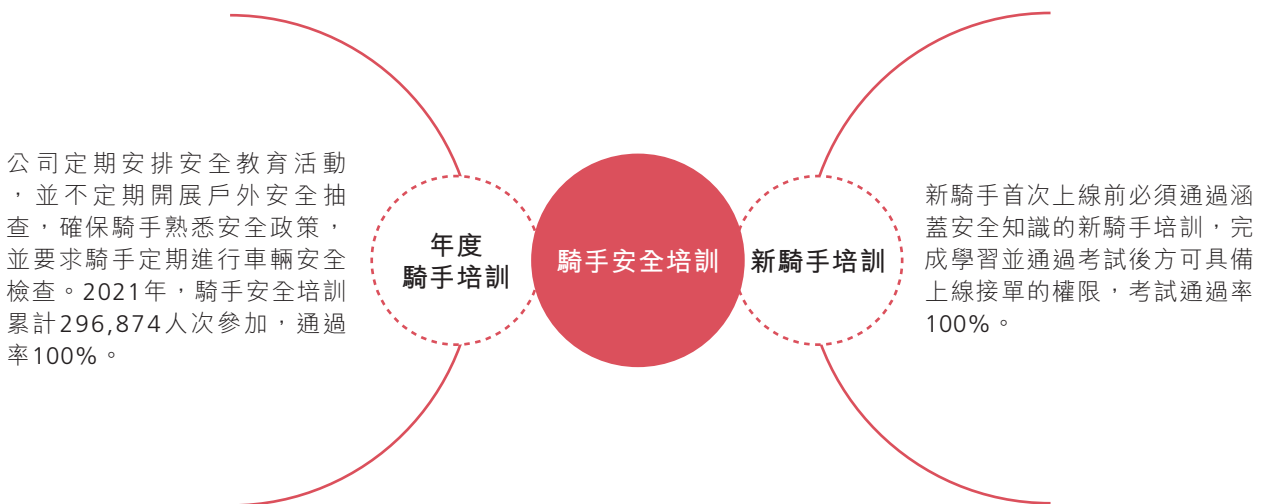 公司定期安排安全教育活動
，並不定期開展戶外安全抽
查，確保騎手熟悉安全政策，
並要求騎手定期進行車輛安全
檢查。2021年，騎手安全培訓
累計296,874人次參加，通過
率100%。
年度
騎手培訓
騎手安全培訓
新騎手培訓
新騎手首次上線前必須通過涵
蓋安全知識的新騎手培訓，完
成學習並通過考試後方可具備
上線接單的權限，考試通過率
100%。